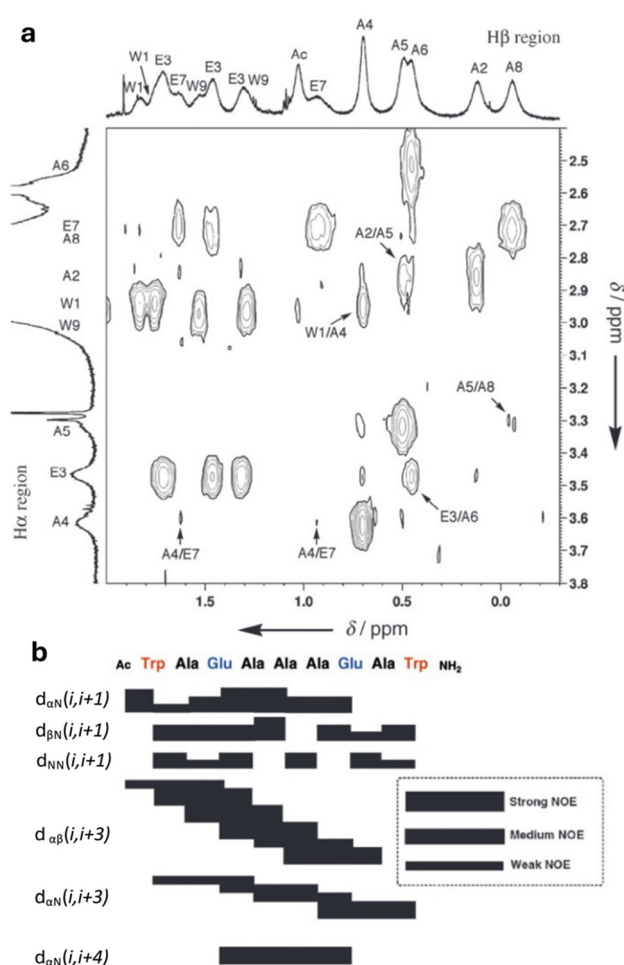 a
A4
Hβ region
W1
E3
E3
Ac
A5
A6
W1
E7
W9
E3
W9
E7
A2
A8
A6
E7
A8
A2
W1
W9
A5
E3
A4
Hα region
A2/A5
W1/A4
A5/A8
E3/A6
A4/E7
A4/E7
2.5
2.6
2.7
2.8
2.9
3.0
3.1
3.2
3.3
3.4
3.5
3.6
3.7
3.8
δ / ppm
1.5
1.0
0.5
0.0
δ / ppm
b
Ac Trp Ala Glu Ala Ala Ala Glu Ala Trp NH2
dαN(i,i+1)
dβN(i,i+1)
dNN(i,i+1)
dαβ(i,i+3)
dαN(i,i+3)
dαN(i,i+4)
Strong NOE
Medium NOE
Weak NOE